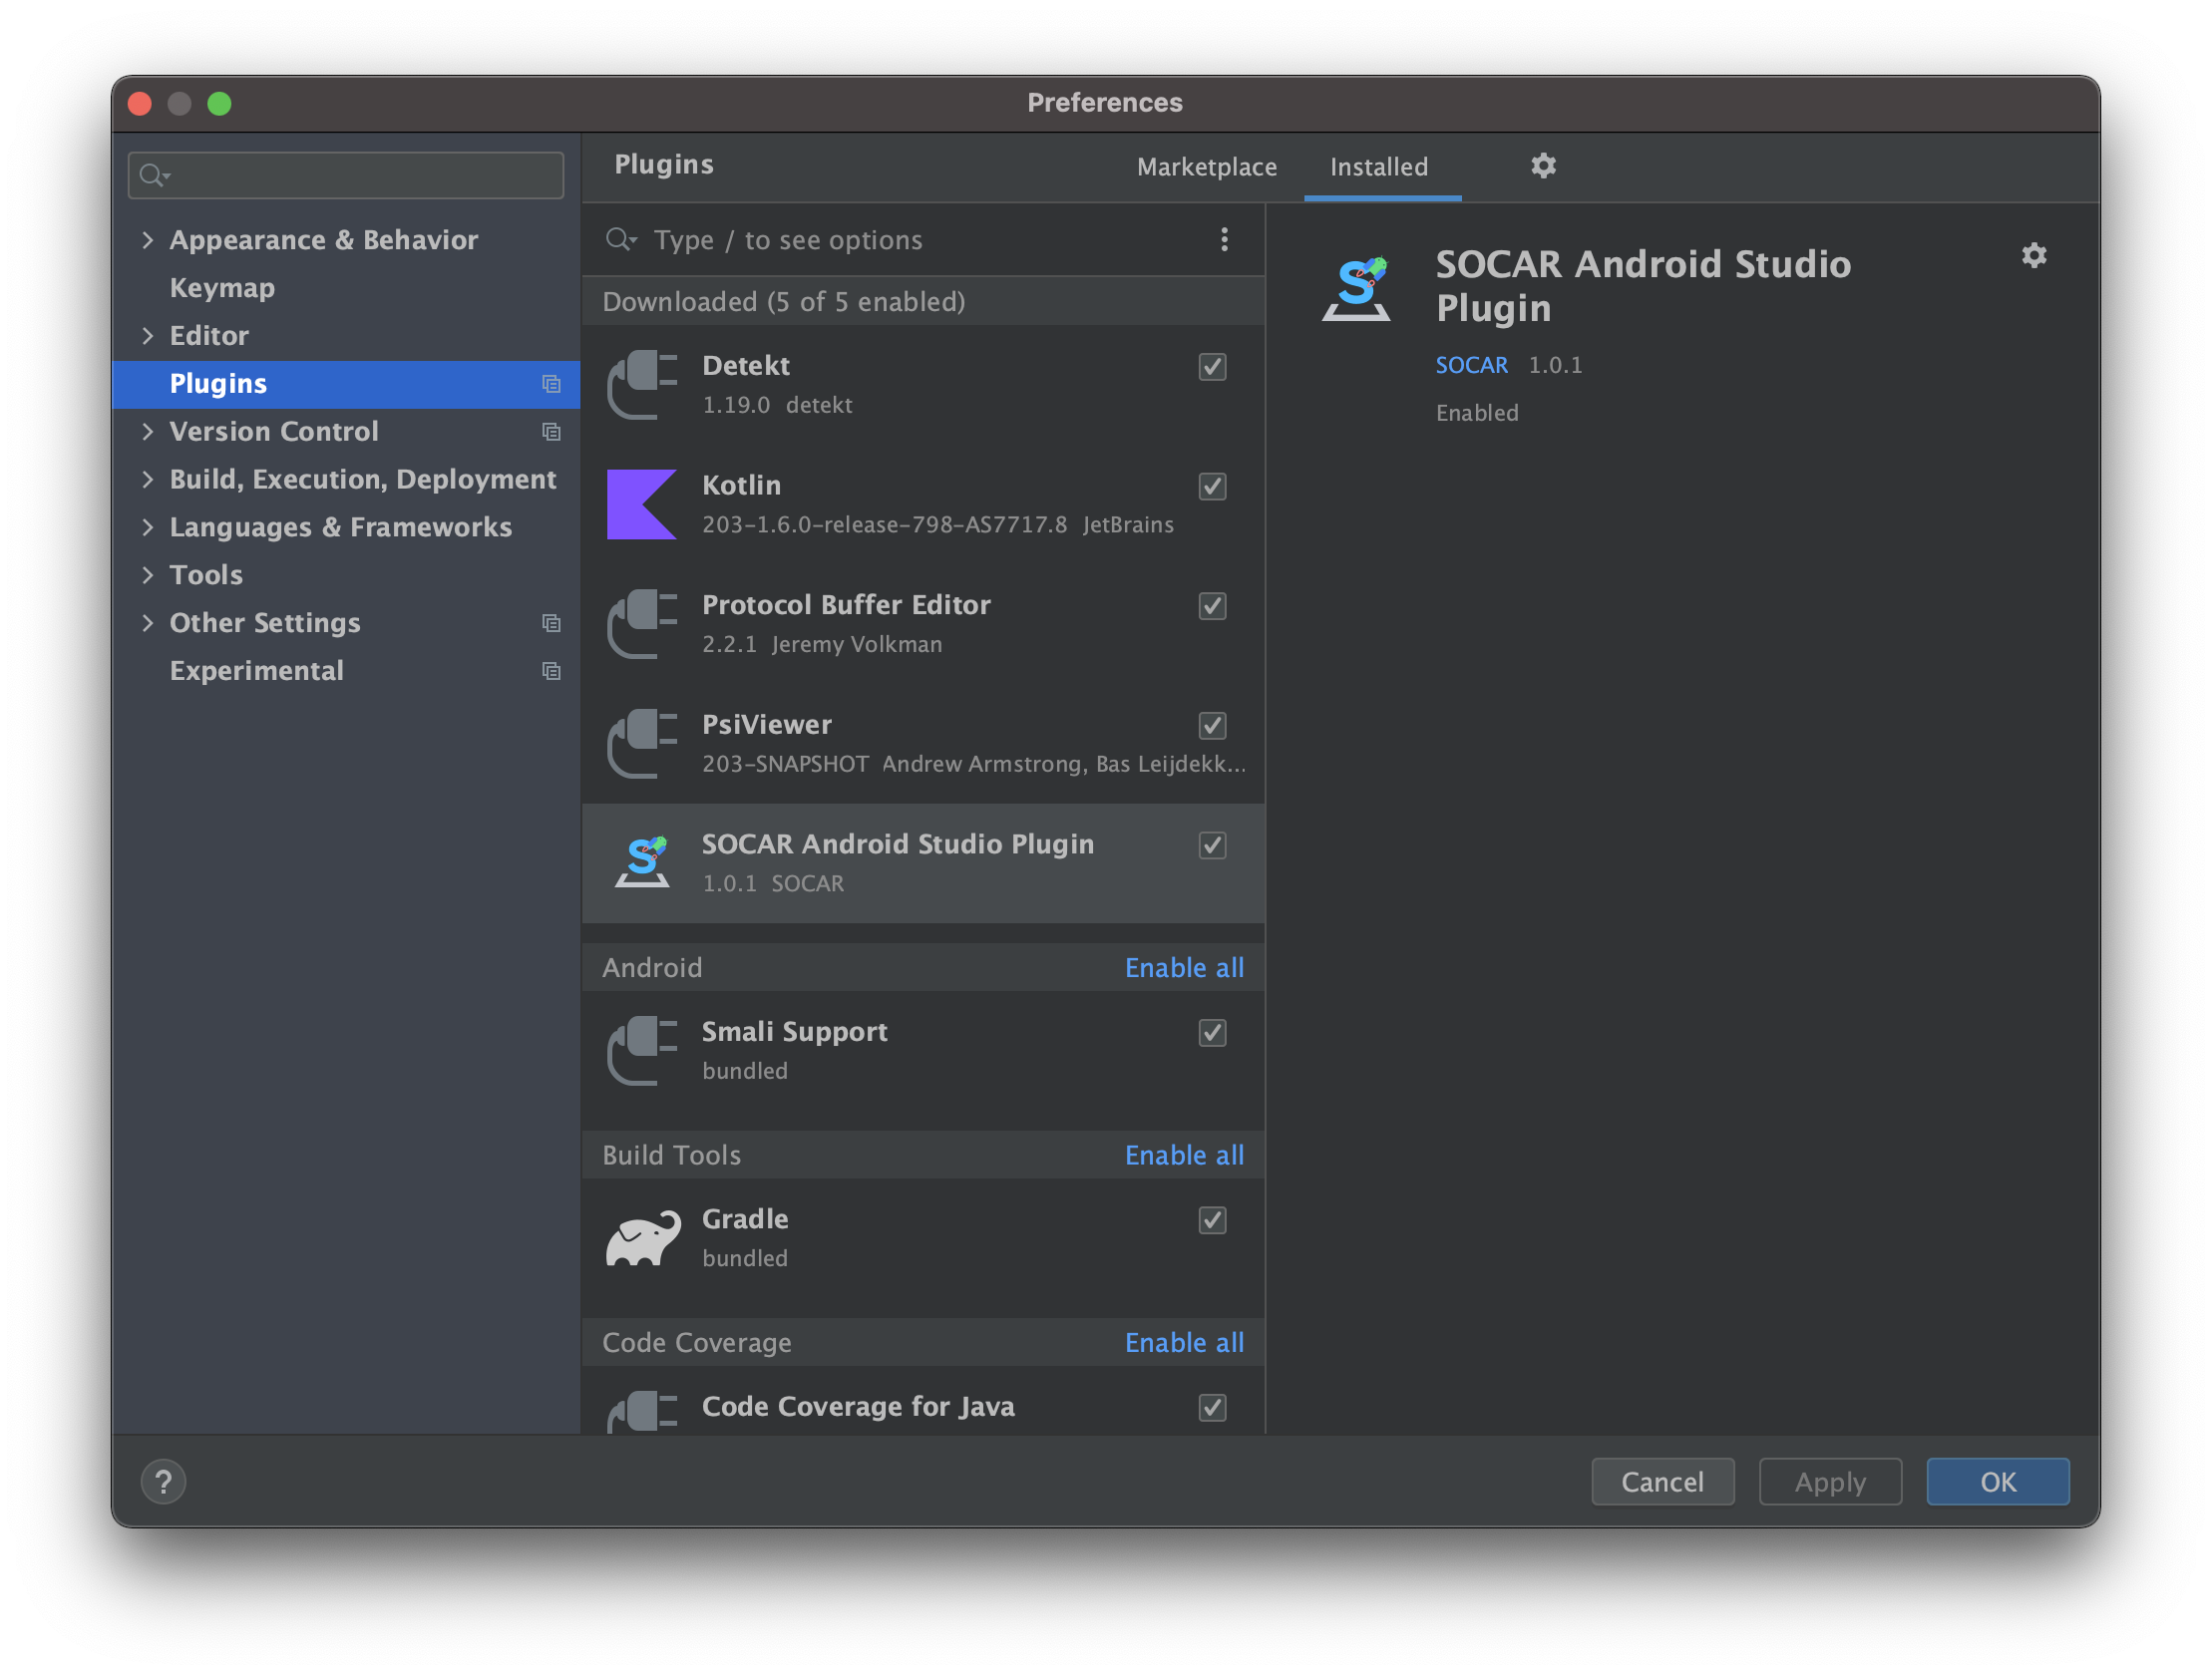 Preferences
Appearance & Behavior
Keymap
Editor
Plugins
Version Control
Build, Execution, Deployment
Languages & Frameworks
Tools
Other Settings
Experimental
Plugins
Marketplace
Installed
Type / to see options
Downloaded (5 of 5 enabled)
Detekt
1.19.0 detekt
Kotlin
203-1.6.0-release-798-AS7717.8 JetBrains
Protocol Buffer Editor
2.2.1 Jeremy Volkman
PsiViewer
203-SNAPSHOT Andrew Armstrong, Bas Leijdekk...
SOCAR Android Studio Plugin
1.0.1 SOCAR
Android Enable all
Smali Support
bundled
Build Tools Enable all
Gradle
bundled
Code Coverage Enable all
Code Coverage for Java
SOCAR Android Studio
Plugin
SOCAR 1.0.1
Enabled
?
Cancel
Apply
OK